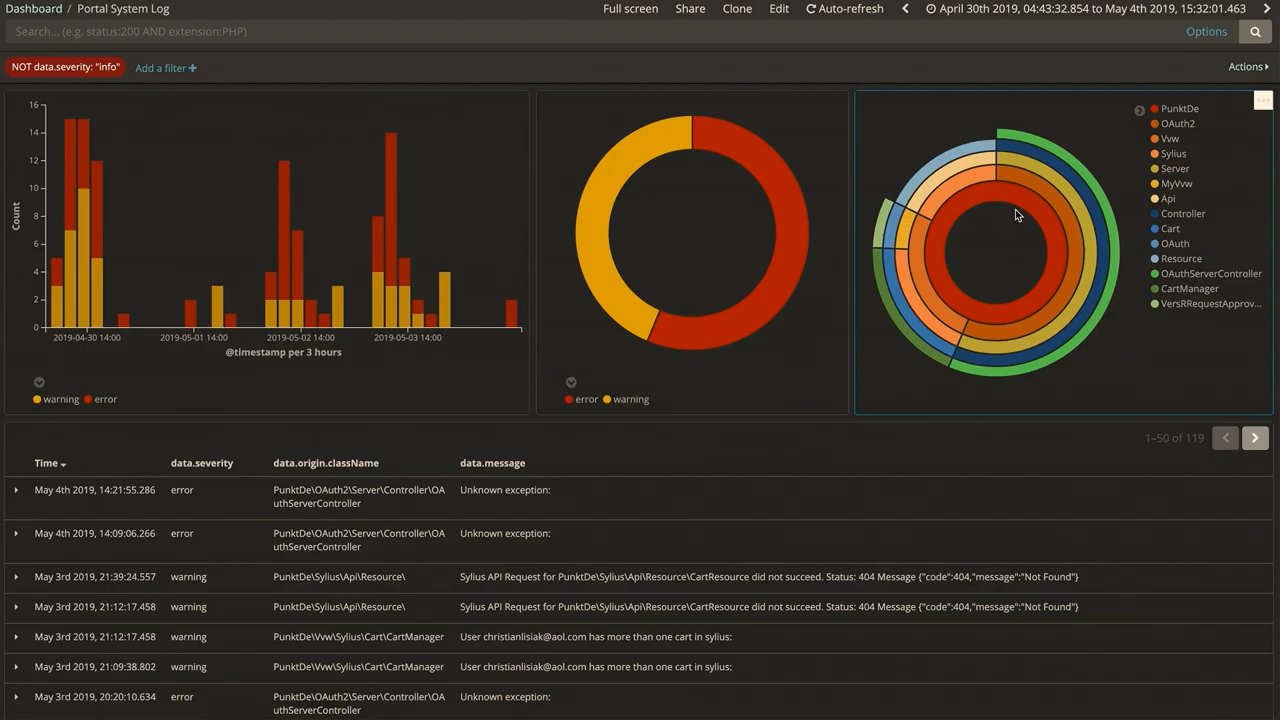 Dashboard / Portal System Log
Full screen Share Clone Edit Auto-refresh April 30th 2019, 04:43:32.854 to May 4th 2019, 15:32:01.463
Search... (e.g. status:200 AND extension:PHP)
Options
NOT data.severity: "info"
Add a filter +
Actions
16
14
12
10
8
6
4
2
0
Count
2019-04-30 14:00 2019-05-01 14:00 2019-05-02 14:00 2019-05-03 14:00
@timestamp per 3 hours
warning error
error warning
PunktDe
OAuth2
Vvw
Sylius
Server
MyVvw
Api
Controller
Cart
OAuth
Resource
OAuthServerController
CartManager
VersRRequestApprov...
1–50 of 119
Time data.severity data.origin.className data.message
May 4th 2019, 14:21:55.286 error PunktDe\OAuth2\Server\Controller\OA Unknown exception:
uthServerController
May 4th 2019, 14:09:06.266 error PunktDe\OAuth2\Server\Controller\OA Unknown exception:
uthServerController
May 3rd 2019, 21:39:24.557 warning PunktDe\Sylius\Api\Resource\ Sylius API Request for PunktDe\Sylius\Api\Resource\CartResource did not succeed. Status: 404 Message {"code":404,"message":"Not Found"}
May 3rd 2019, 21:12:17.458 warning PunktDe\Sylius\Api\Resource\ Sylius API Request for PunktDe\Sylius\Api\Resource\CartResource did not succeed. Status: 404 Message {"code":404,"message":"Not Found"}
May 3rd 2019, 21:12:17.458 warning PunktDe\Vvw\Sylius\Cart\CartManager User christianlisiak@aol.com has more than one cart in sylius:
May 3rd 2019, 21:09:38.802 warning PunktDe\Vvw\Sylius\Cart\CartManager User christianlisiak@aol.com has more than one cart in sylius:
May 3rd 2019, 20:20:10.634 error PunktDe\OAuth2\Server\Controller\OA Unknown exception:
uthServerController